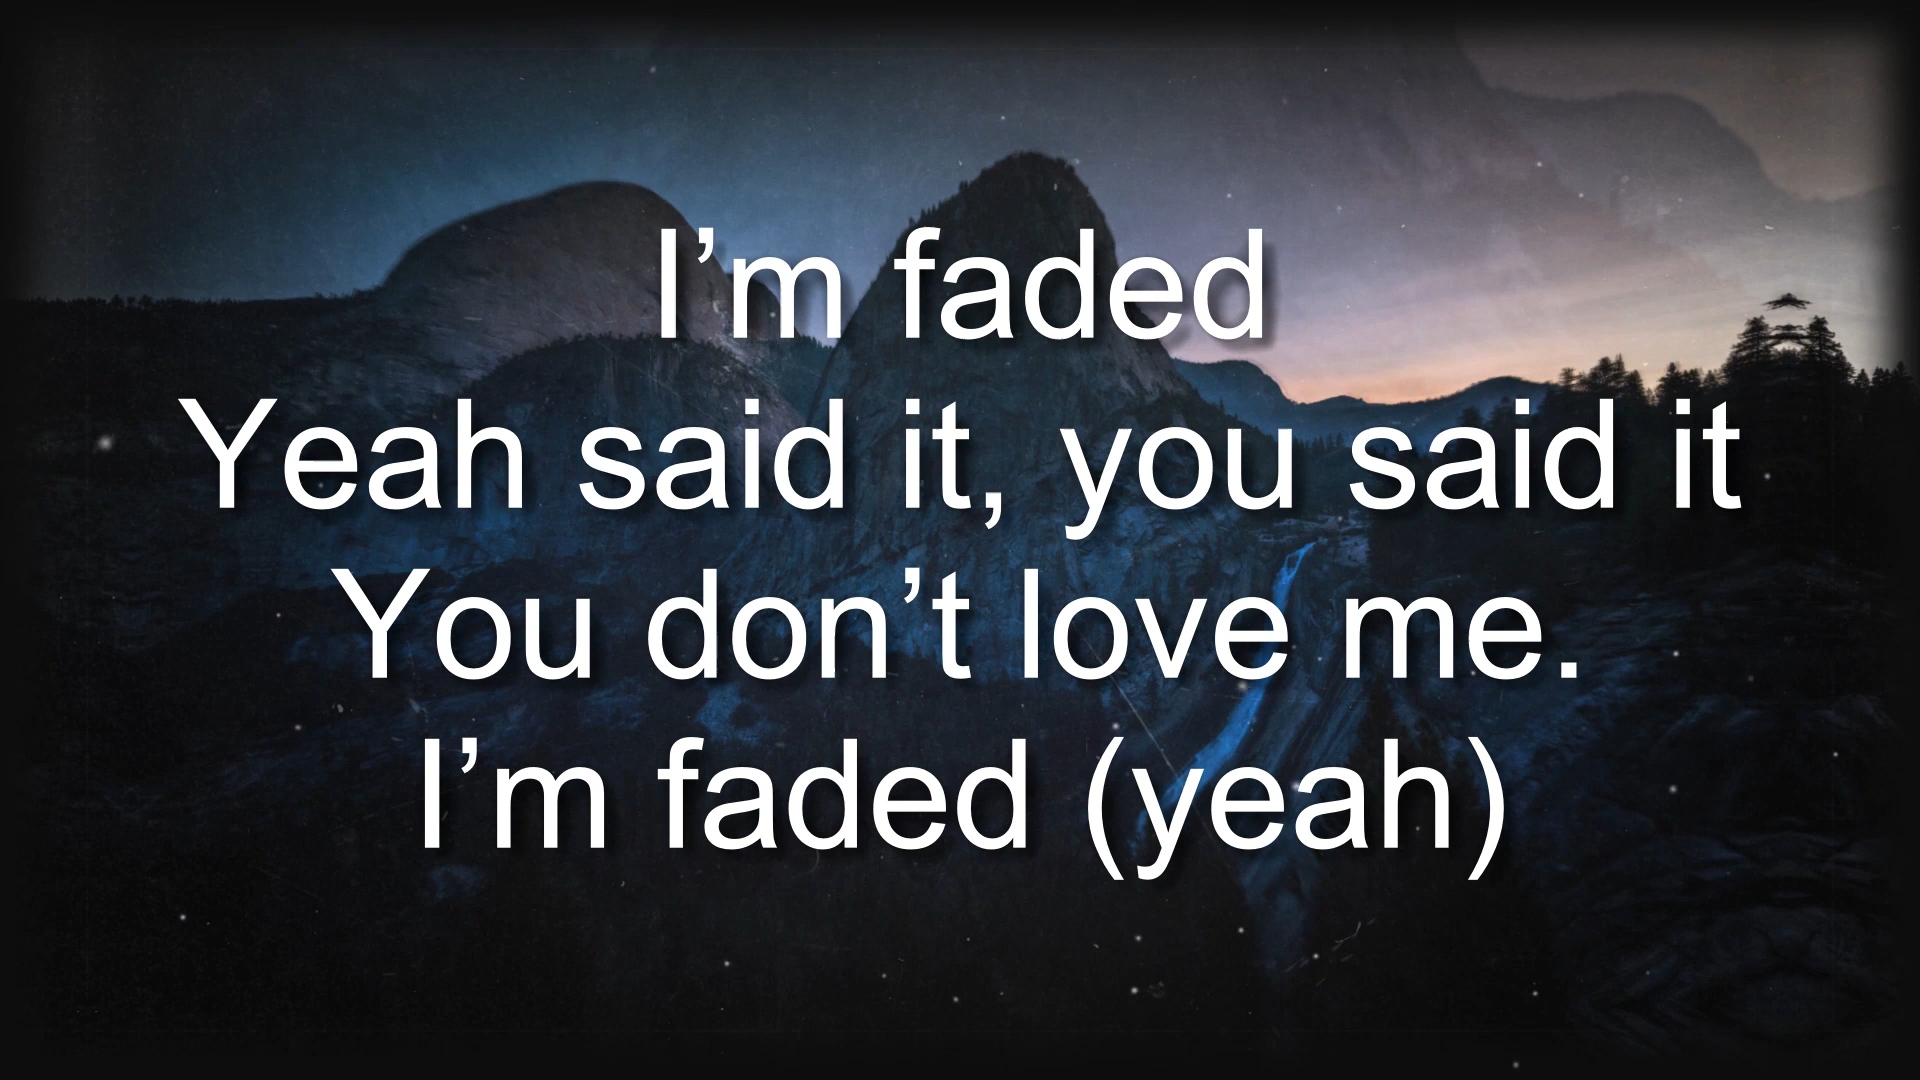 I’m faded
Yeah said it, you said it
You don’t love me.
I’m faded (yeah)